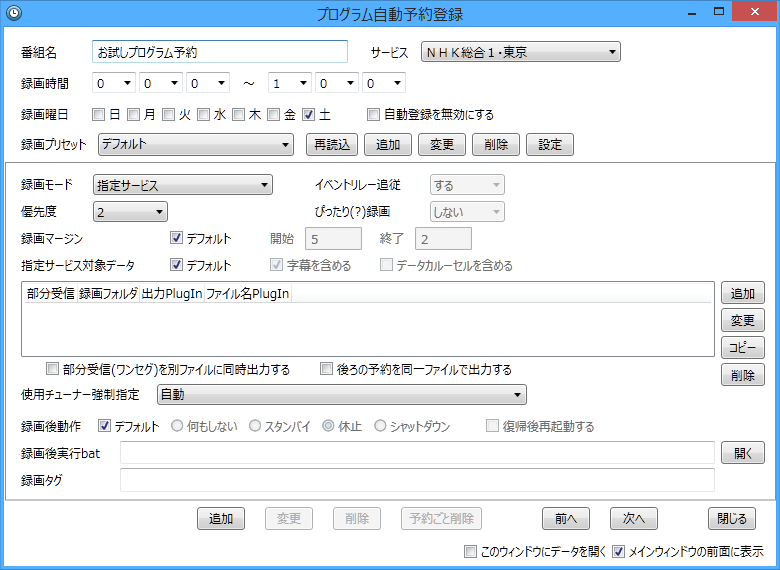 プログラム自動予約登録
番組名 お試しプログラム予約 サービス ＮＨＫ総合１・東京
録画時間 0 0 0 ～ 1 0 0
録画曜日 日 月 火 水 木 金 土 自動登録を無効にする
録画プリセット デフォルト 再読込 追加 変更 削除 設定
録画モード 指定サービス イベントリレー追従 する
優先度 2 ぴったり(?)録画 しない
録画マージン デフォルト 開始 5 終了 2
指定サービス対象データ デフォルト 字幕を含める データカルーセルを含める
部分受信 録画フォルダ 出力PlugIn ファイル名PlugIn 追加
変更
コピー
削除
部分受信(ワンセグ)を別ファイルに同時出力する 後ろの予約を同一ファイルで出力する
使用チューナー強制指定 自動
録画後動作 デフォルト 何もしない スタンバイ 休止 シャットダウン 復帰後再起動する
録画後実行bat 開く
録画タグ
追加 変更 削除 予約ごと削除 前へ 次へ 閉じる
このウィンドウにデータを開く メインウィンドウの前面に表示